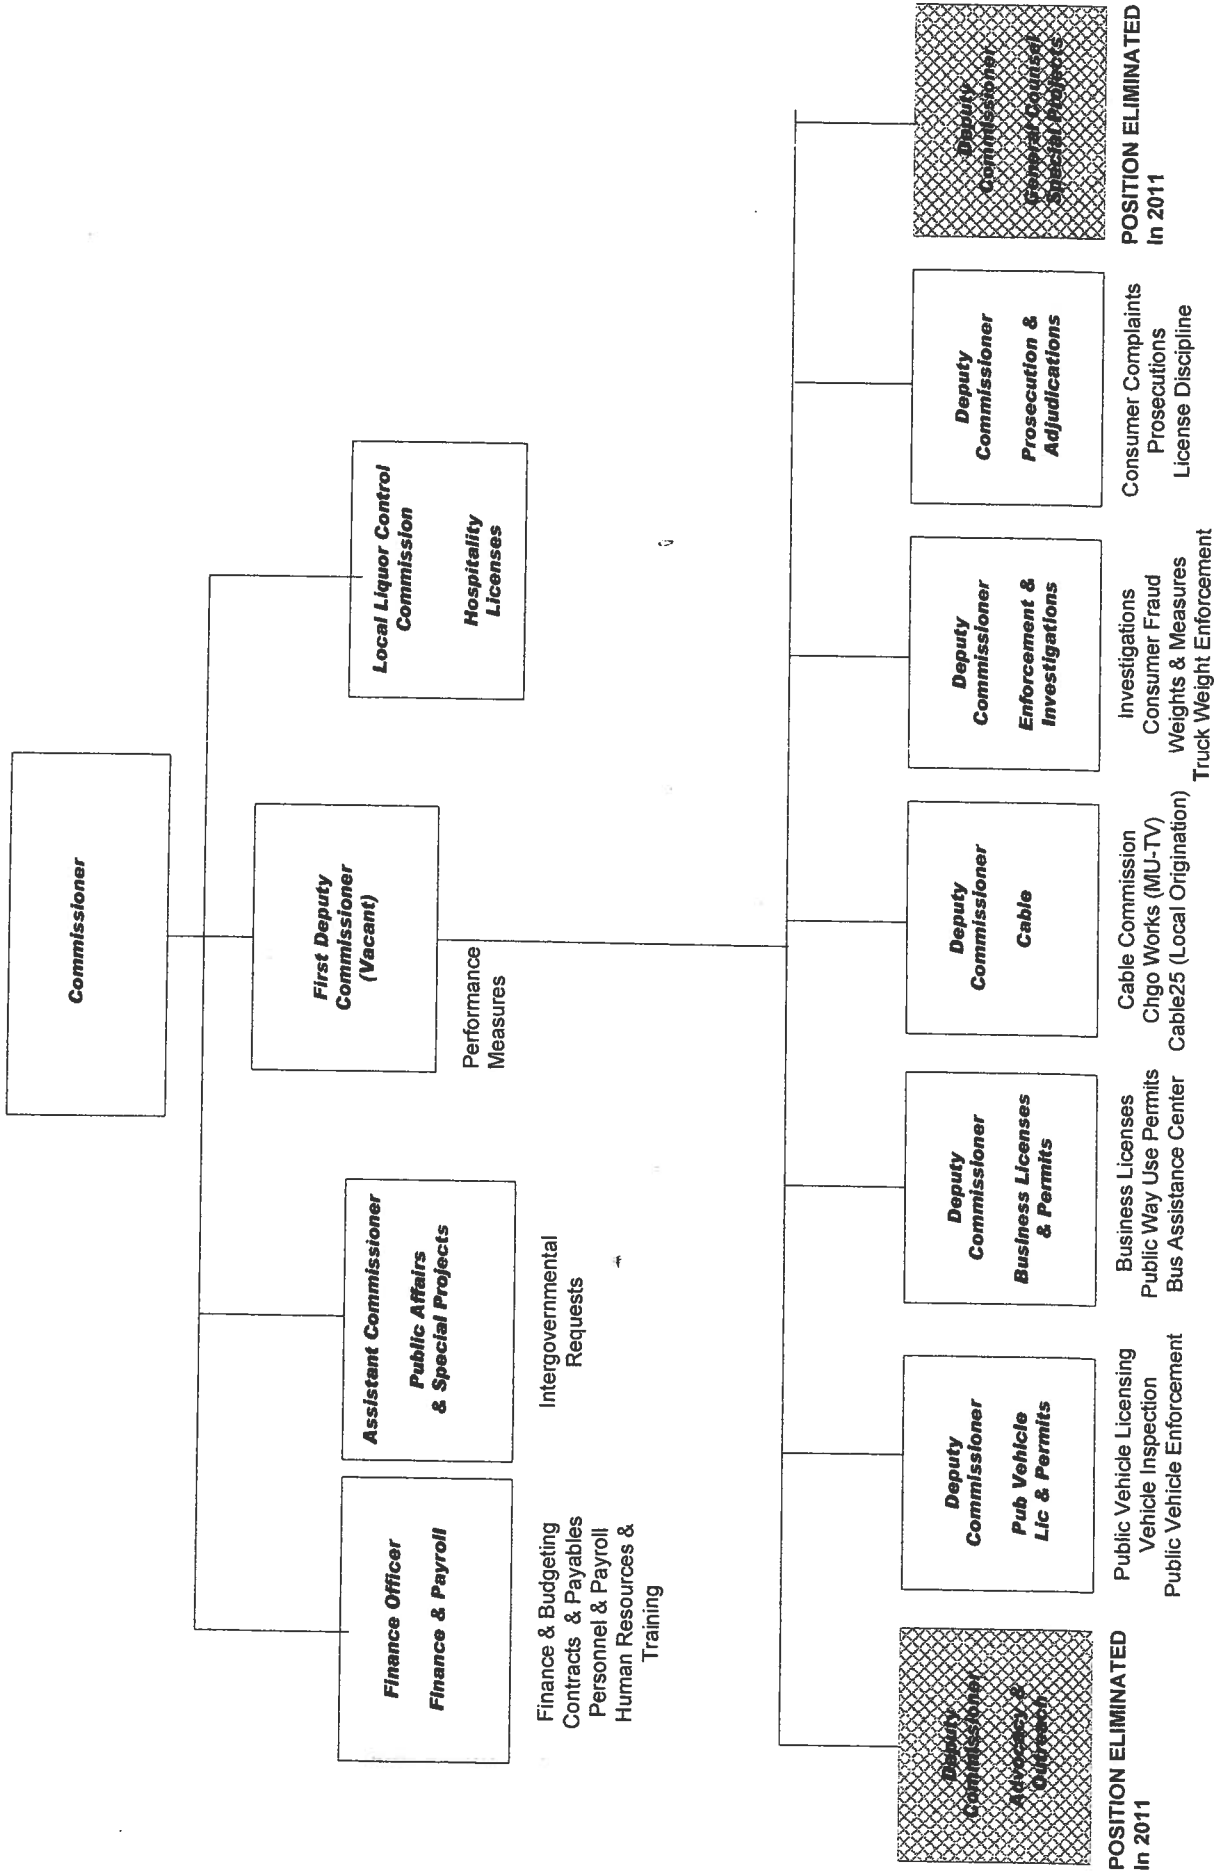 Commissioner
Finance Officer
Finance & Payroll
Finance & Budgeting
Contracts & Payables
Personnel & Payroll
Human Resources &
Training
Assistant Commissioner
Public Affairs
& Special Projects
Intergovernmental
Requests
First Deputy
Commissioner
(Vacant)
Performance
Measures
Local Liquor Control
Commission
Hospitality
Licenses
Deputy
Commissioner
Advocacy &
Outreach
POSITION ELIMINATED
In 2011
Deputy
Commissioner
Pub Vehicle
Lic & Permits
Public Vehicle Licensing
Vehicle Inspection
Public Vehicle Enforcement
Deputy
Commissioner
Business Licenses
& Permits
Business Licenses
Public Way Use Permits
Bus Assistance Center
Deputy
Commissioner
Cable
Cable Commission
Chgo Works (MU-TV)
Cable25 (Local Origination)
Deputy
Commissioner
Enforcement &
Investigations
Investigations
Consumer Fraud
Weights & Measures
Truck Weight Enforcement
Deputy
Commissioner
Prosecution &
Adjudications
Consumer Complaints
Prosecutions
License Discipline
Deputy
Commissioner
General Counsel
Special Projects
POSITION ELIMINATED
In 2011